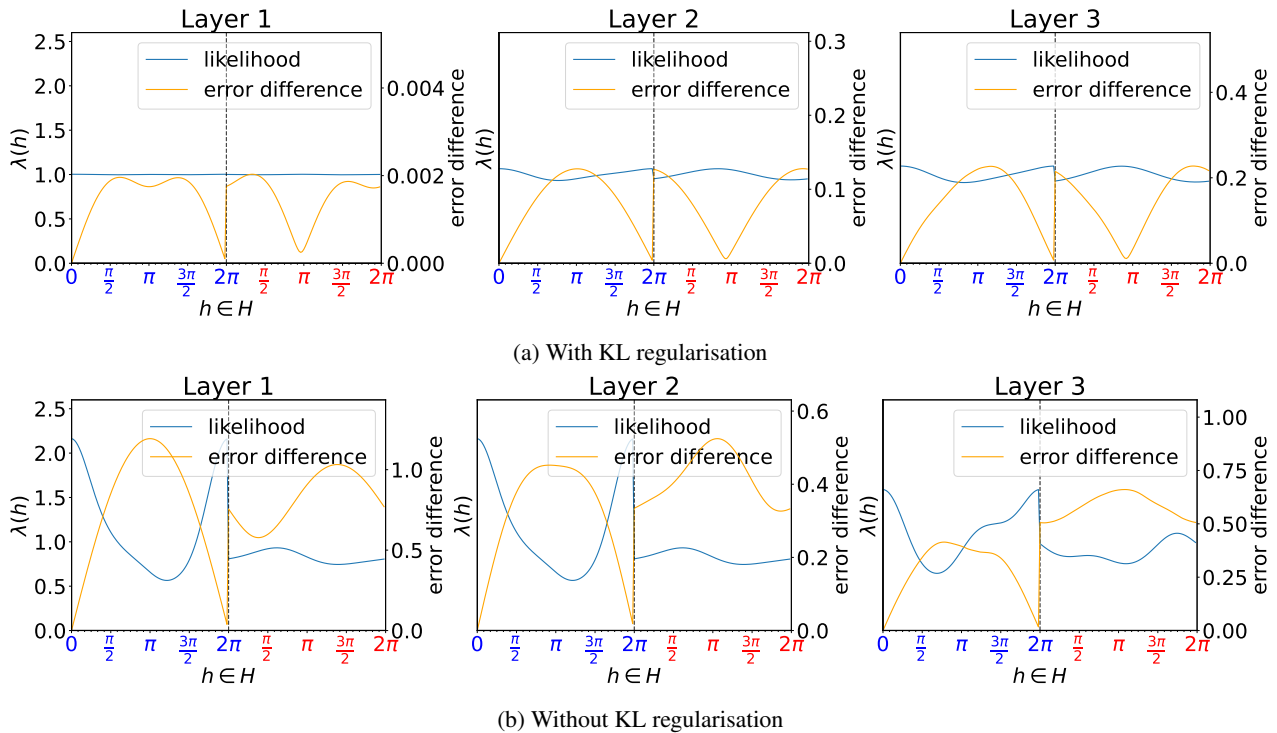 Layer 1
Layer 2
Layer 3
2.5
2.0
1.5
1.0
0.5
0.0
λ(h)
likelihood
error difference
0.004
0.002
0.000
error difference
0 π/2 π 3π/2 2π π/2 π 3π/2 2π
h ∈ H
λ(h)
likelihood
error difference
0.3
0.2
0.1
0.0
error difference
0 π/2 π 3π/2 2π π/2 π 3π/2 2π
h ∈ H
λ(h)
likelihood
error difference
0.4
0.2
0.0
error difference
0 π/2 π 3π/2 2π π/2 π 3π/2 2π
h ∈ H
(a) With KL regularisation
Layer 1
Layer 2
Layer 3
2.5
2.0
1.5
1.0
0.5
0.0
λ(h)
likelihood
error difference
1.0
0.5
0.0
error difference
0 π/2 π 3π/2 2π π/2 π 3π/2 2π
h ∈ H
λ(h)
likelihood
error difference
0.6
0.4
0.2
0.0
error difference
0 π/2 π 3π/2 2π π/2 π 3π/2 2π
h ∈ H
λ(h)
likelihood
error difference
1.00
0.75
0.50
0.25
0.00
error difference
0 π/2 π 3π/2 2π π/2 π 3π/2 2π
h ∈ H
(b) Without KL regularisation